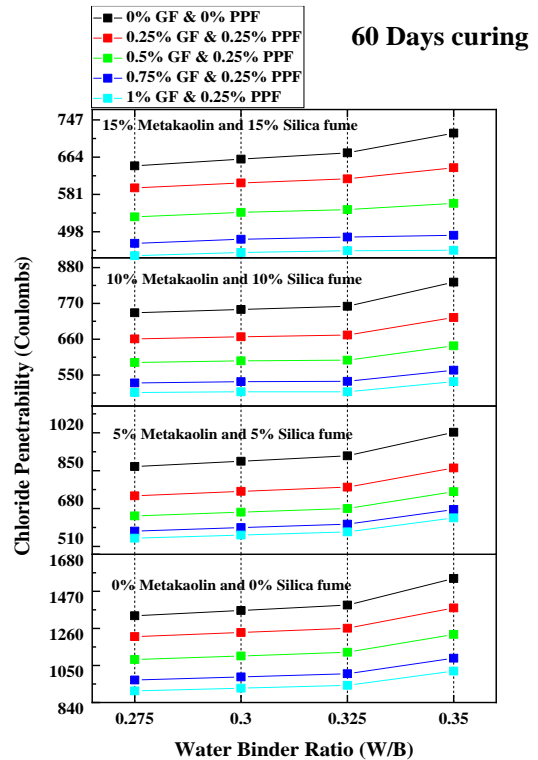 0% GF & 0% PPF
0.25% GF & 0.25% PPF
0.5% GF & 0.25% PPF
0.75% GF & 0.25% PPF
1% GF & 0.25% PPF
60 Days curing
Chloride Penetrability (Coulombs)
15% Metakaolin and 15% Silica fume
747
664
581
498
10% Metakaolin and 10% Silica fume
880
770
660
550
5% Metakaolin and 5% Silica fume
1020
850
680
510
0% Metakaolin and 0% Silica fume
1680
1470
1260
1050
840
0.275
0.3
0.325
0.35
Water Binder Ratio (W/B)